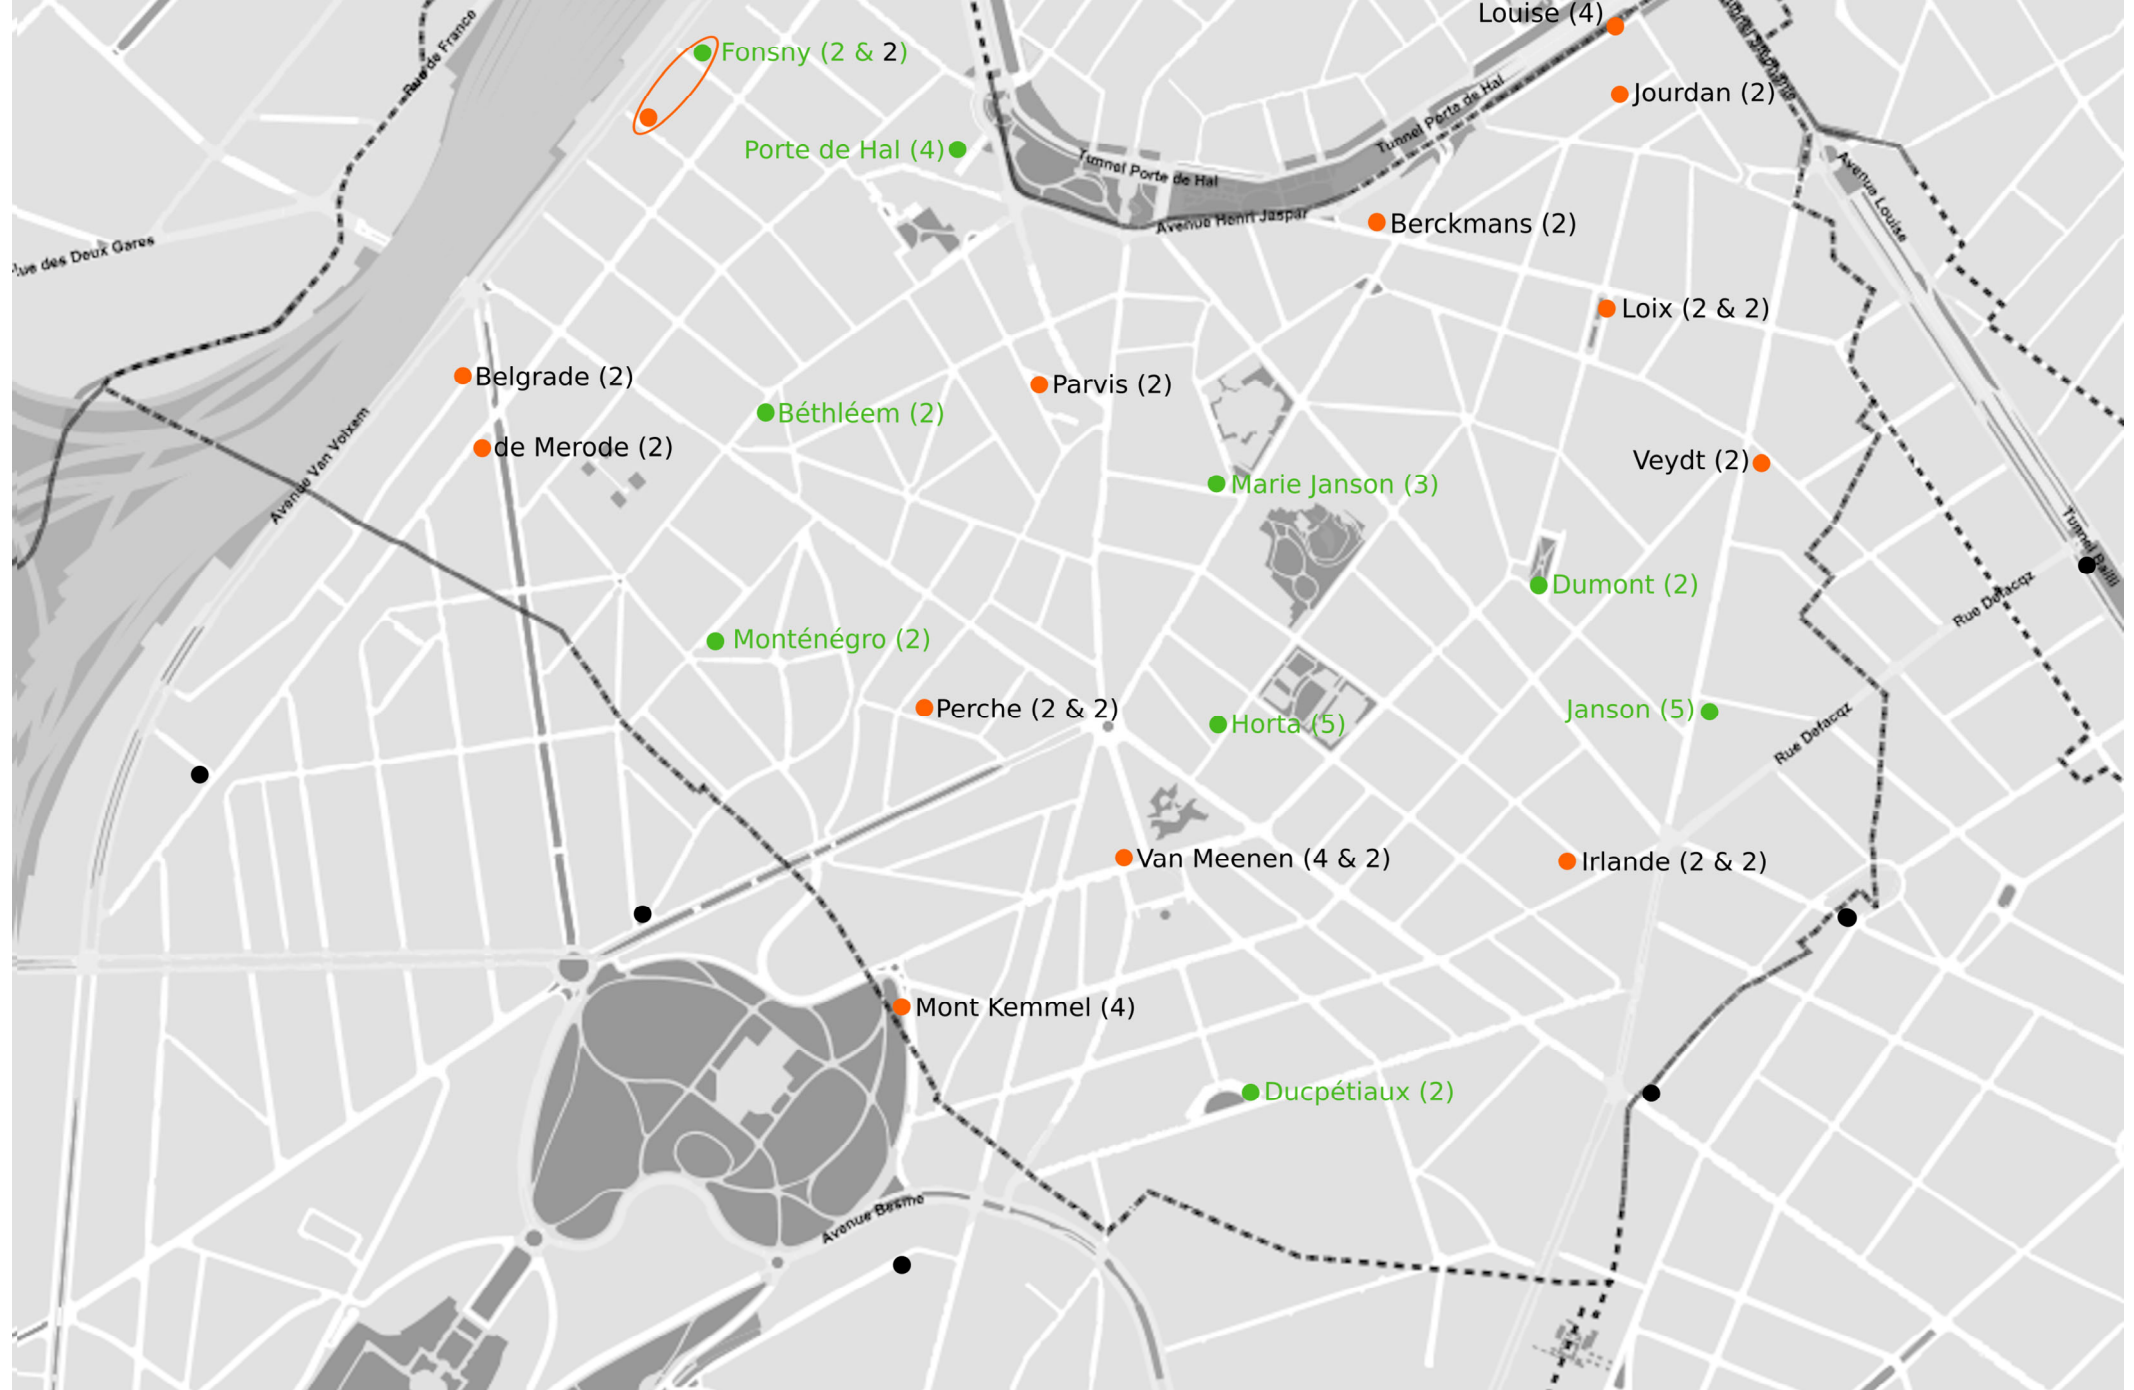 Louise (4)
Rue de France
Fonsny (2 & 2)
Jourdan (2)
Porte de Hal (4)
Tunnel Porte de Hal
Tunnel Porte de Hal
Avenue Louise
Avenue Henri Jaspar
Berckmans (2)
ue des Deux Gares
Loix (2 & 2)
Belgrade (2)
Parvis (2)
Béthléem (2)
de Merode (2)
Avenue Van Volxem
Veydt (2)
Marie Janson (3)
Tunnel Bailli
Dumont (2)
Rue Defacqz
Monténégro (2)
Perche (2 & 2)
Horta (5)
Janson (5)
Rue Defacqz
Van Meenen (4 & 2)
Irlande (2 & 2)
Mont Kemmel (4)
Ducpétiaux (2)
Avenue Besme